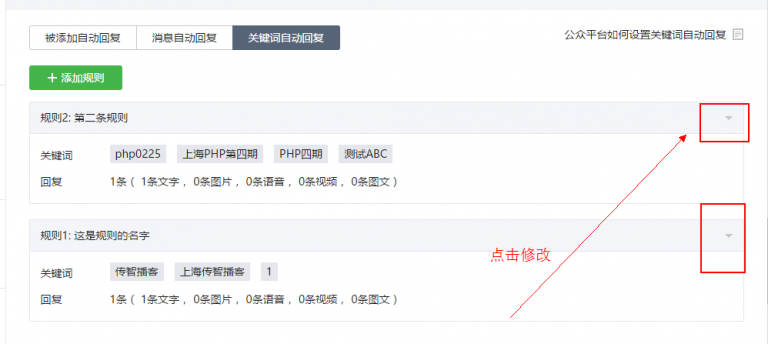 被添加自动回复 消息自动回复 关键词自动回复 公众平台如何设置关键词自动回复
+ 添加规则
规则2: 第二条规则
关键词 php0225 上海PHP第四期 PHP四期 测试ABC
回复 1条（ 1条文字 ，0条图片 ，0条语音 ，0条视频 ，0条图文 ）
规则1: 这是规则的名字
点击修改
关键词 传智播客 上海传智播客 1
回复 1条（ 1条文字 ，0条图片 ，0条语音 ，0条视频 ，0条图文 ）